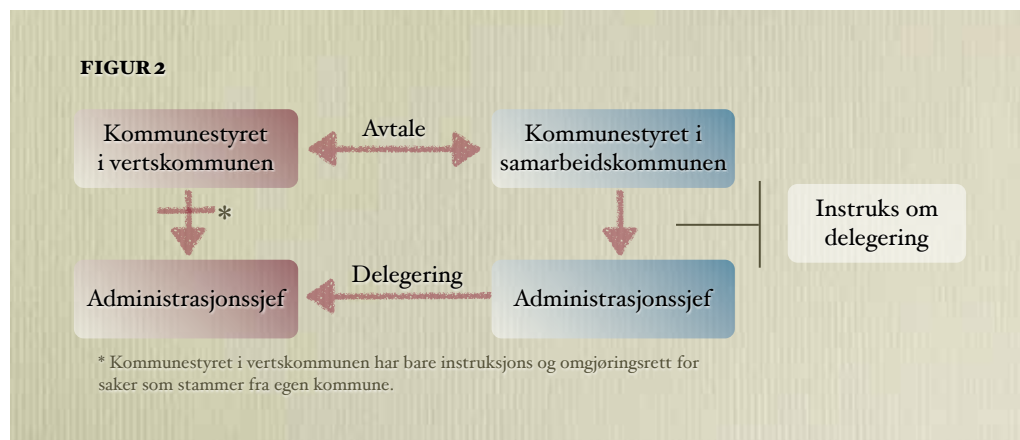 FIGUR 2
Kommunestyret
i vertskommunen
Avtale
Kommunestyret i
samarbeidskommunen
*
Instruks om
delegering
Administrasjonssjef
Delegering
Administrasjonssjef
* Kommunestyret i vertskommunen har bare instruksjons og omgjøringsrett for
saker som stammer fra egen kommune.